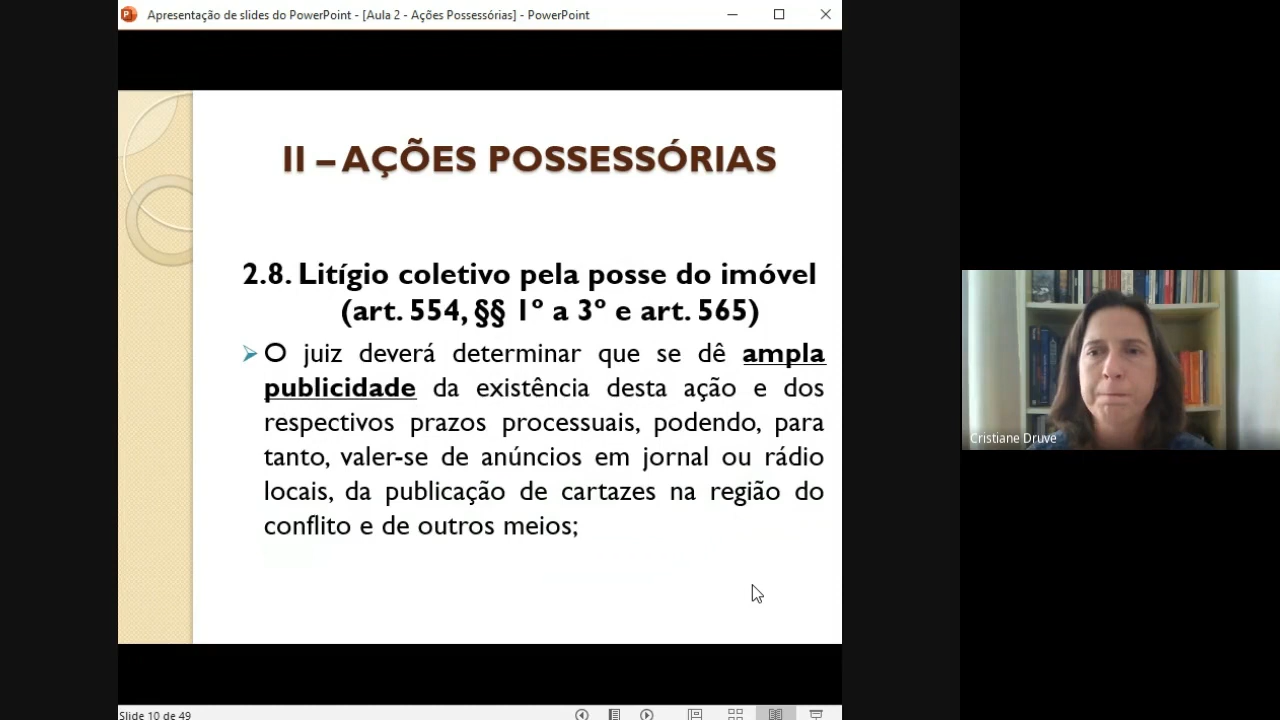 Apresentação de slides do PowerPoint - [Aula 2 - Ações Possessórias] - PowerPoint
II – AÇÕES POSSESSÓRIAS
2.8. Litígio coletivo pela posse do imóvel
(art. 554, §§ 1º a 3º e art. 565)
O juiz deverá determinar que se dê ampla
publicidade da existência desta ação e dos
respectivos prazos processuais, podendo, para
tanto, valer-se de anúncios em jornal ou rádio
locais, da publicação de cartazes na região do
conflito e de outros meios;
Cristiane Druve
Slide 10 de 49